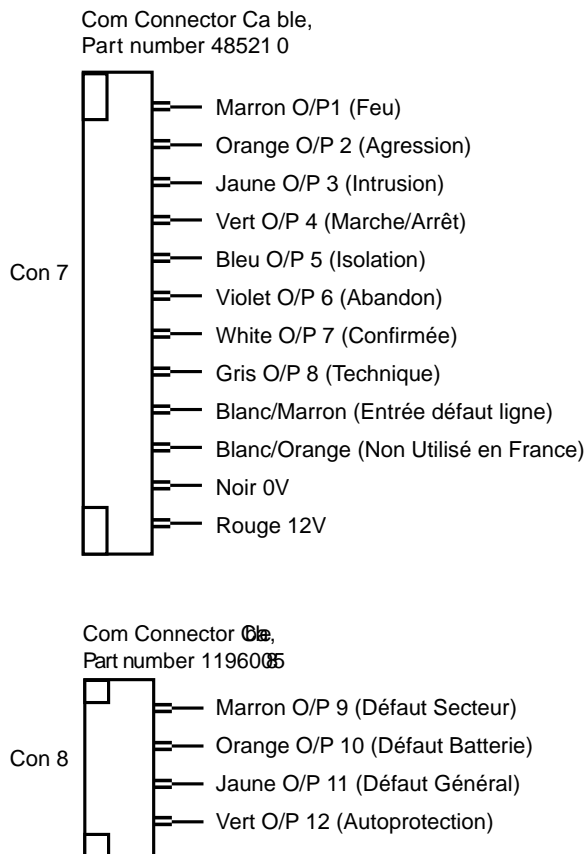 Com Connector Ca ble,
Part number 48521 0
Marron O/P1 (Feu)
Orange O/P 2 (Agression)
Jaune O/P 3 (Intrusion)
Vert O/P 4 (Marche/Arrêt)
Bleu O/P 5 (Isolation)
Con 7
Violet O/P 6 (Abandon)
White O/P 7 (Confirmée)
Gris O/P 8 (Technique)
Blanc/Marron (Entrée défaut ligne)
Blanc/Orange (Non Utilisé en France)
Noir 0V
Rouge 12V
Com Connector
Part number
Marron O/P 9 (Défaut Secteur)
Orange O/P 10 (Défaut Batterie)
Con 8
Jaune O/P 11 (Défaut Général)
Vert O/P 12 (Autoprotection)